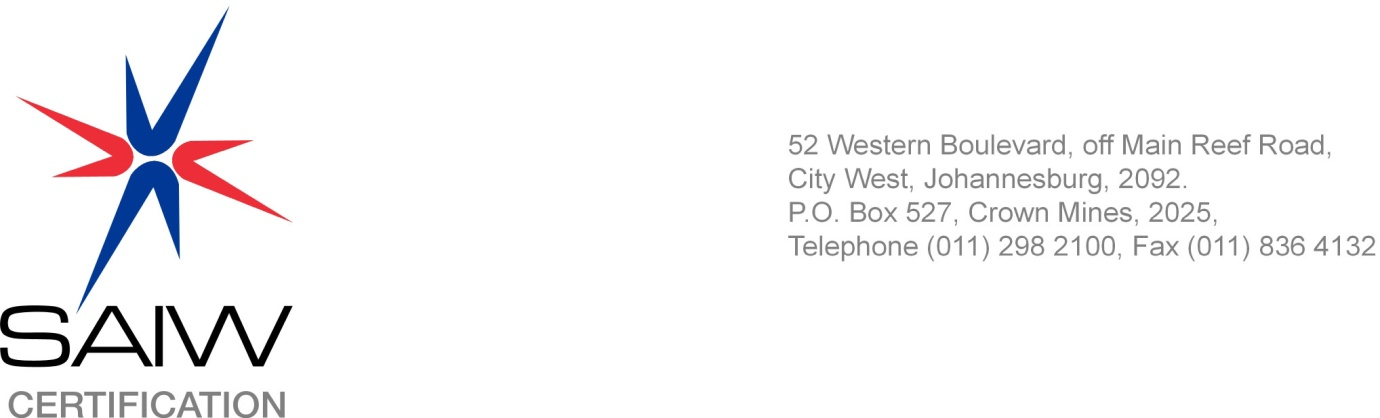 52 Western Boulevard, off Main Reef Road,
City West, Johannesburg, 2092.
P.O. Box 527, Crown Mines, 2025,
Telephone (011) 298 2100, Fax (011) 836 4132
SAIW
CERTIFICATION